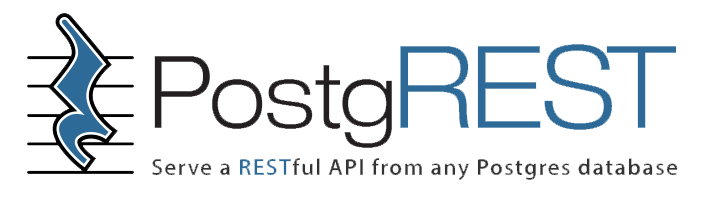 PostgREST
Serve a RESTful API from any Postgres database